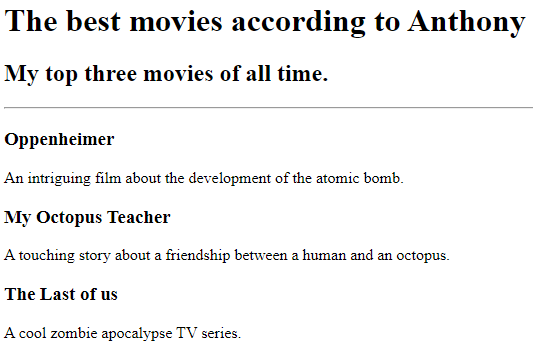 The best movies according to Anthony
My top three movies of all time.
Oppenheimer
An intriguing film about the development of the atomic bomb.
My Octopus Teacher
A touching story about a friendship between a human and an octopus.
The Last of us
A cool zombie apocalypse TV series.